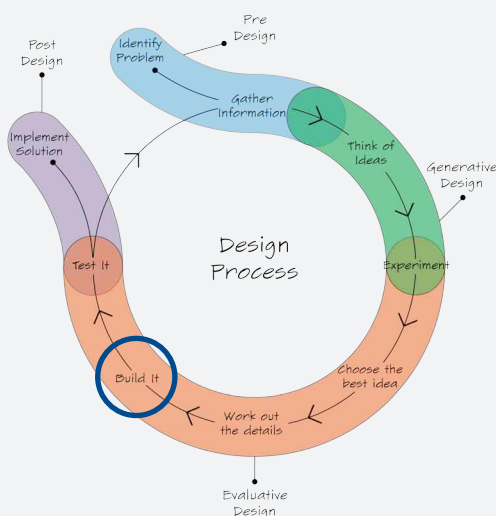 Pre
Design
Post
Design
Identify
Problem
Gather
Information
Implement
Solution
Think of
Ideas
Generative
Design
Design
Process
Test It
Experiment
Choose the
best idea
Build It
Work out
the details
Evaluative
Design